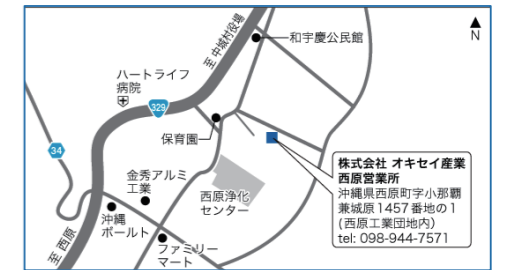 至 中城村役場
和宇慶公民館
N
ハートライフ
病院
329
34
保育園
金秀アルミ
工業
西原浄化
センター
沖縄
ボールト
ファミリー
マート
至 西原
株式会社 オキセイ産業
西原営業所
沖縄県西原町字小那覇
兼城原1457番地の1
(西原工業団地内)
tel: 098-944-7571